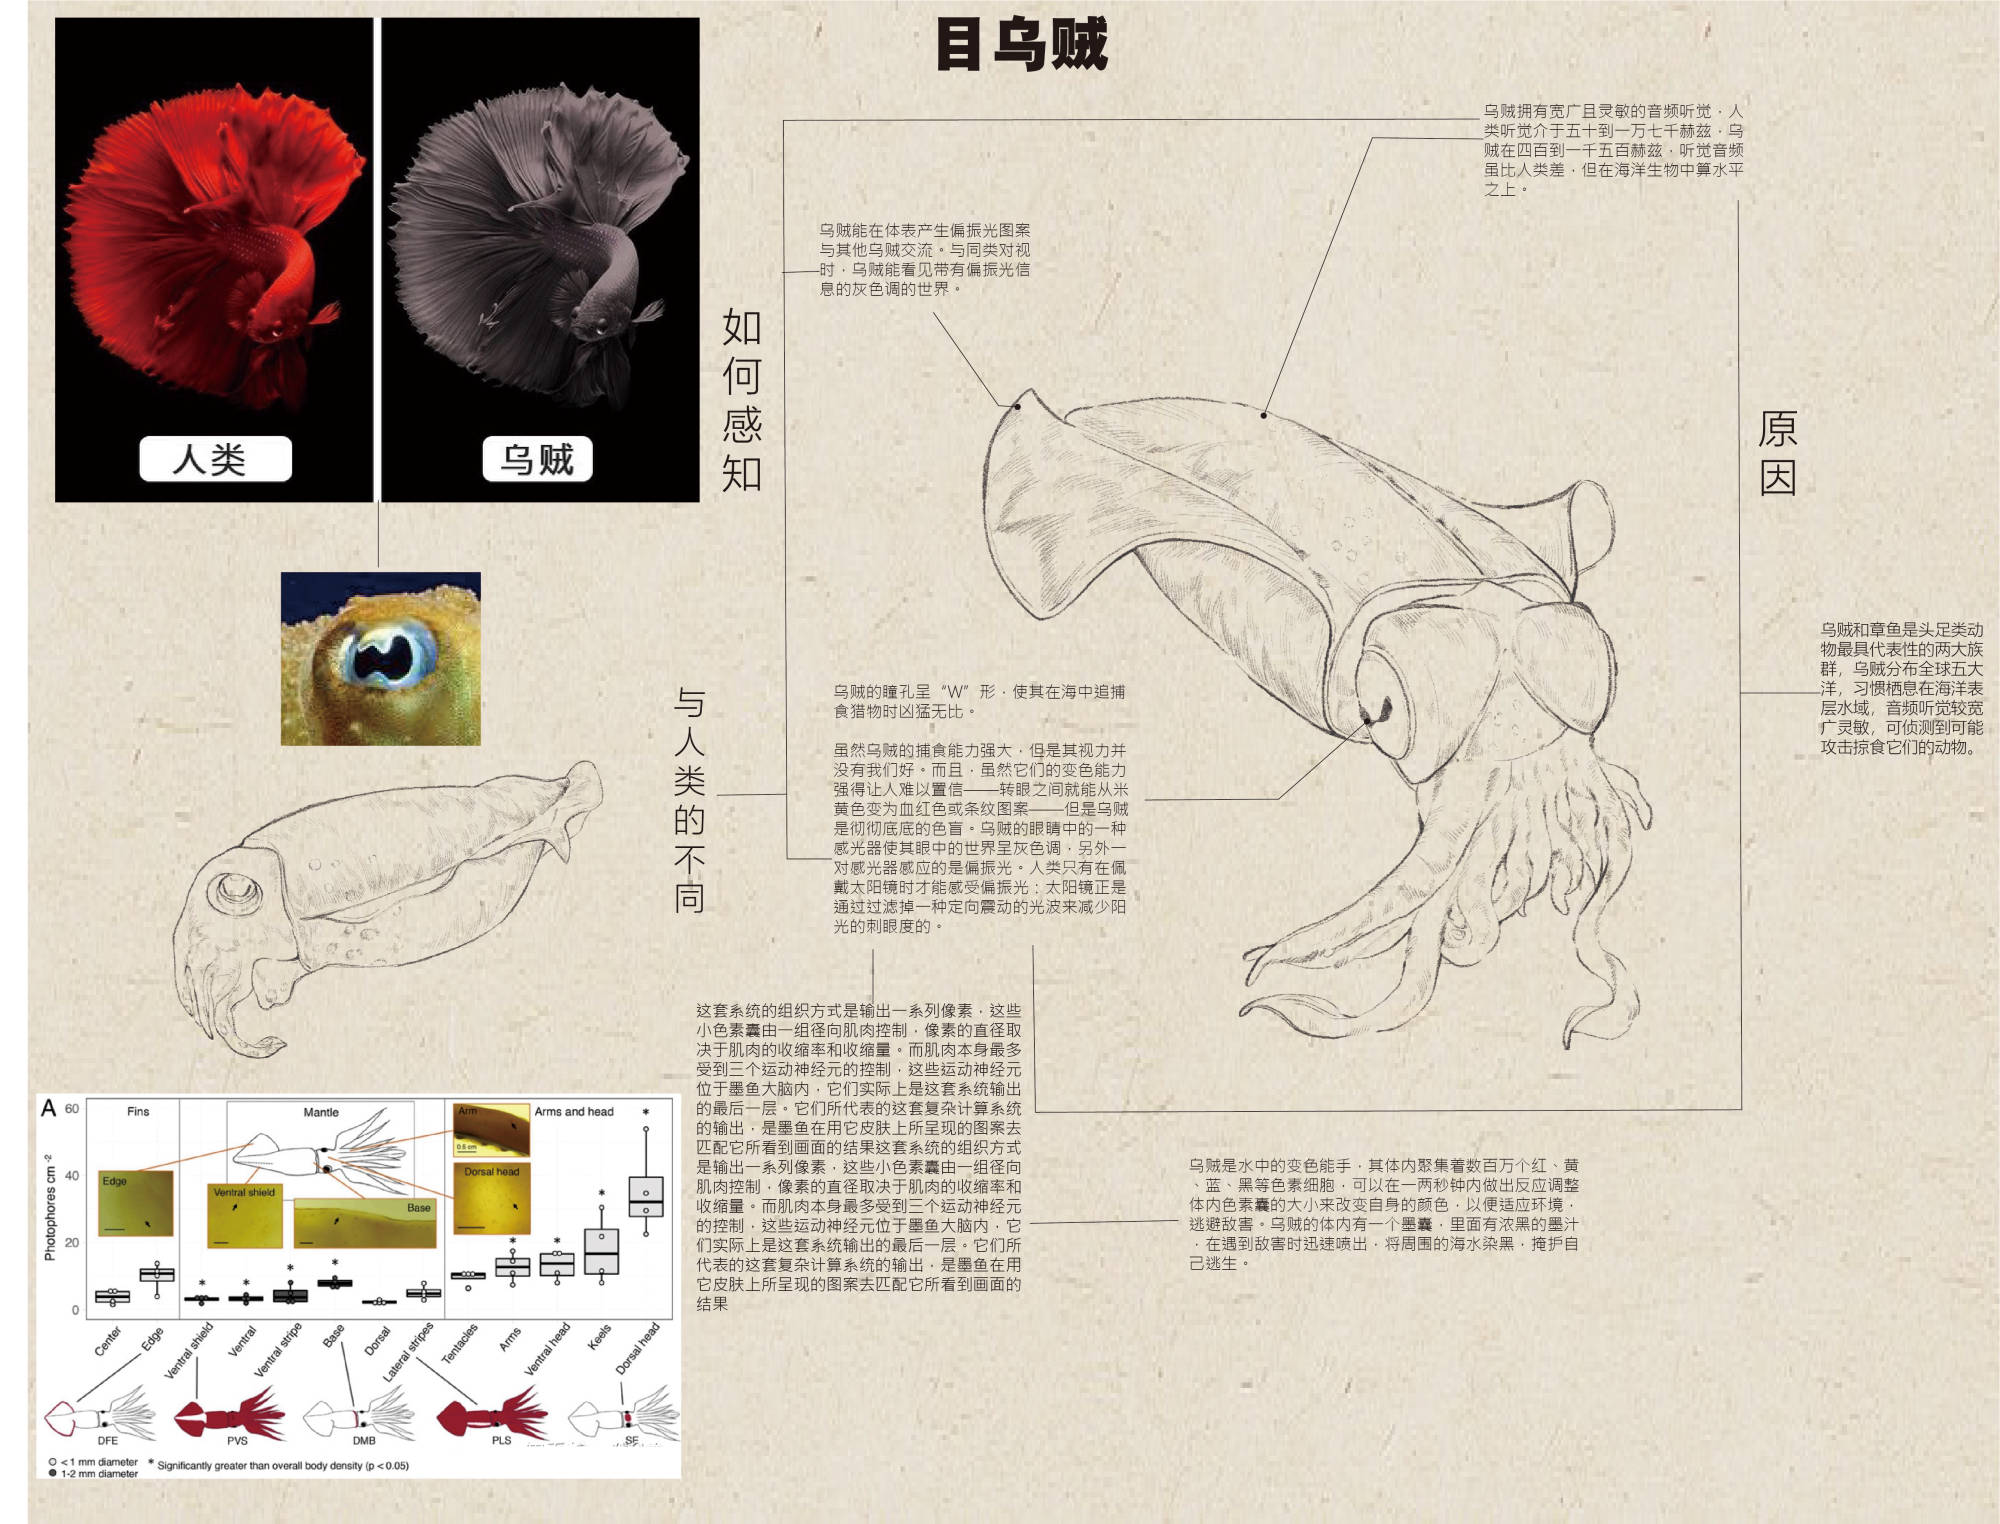 目乌贼
人类
乌贼
如何感知
乌贼能在体表产生偏振光图案
与其他乌贼交流。与同类对视
时，乌贼能看见带有偏振光信
息的灰色调的世界。
乌贼拥有宽广且灵敏的音频听觉，人
类听觉介于五十到一万七千赫兹，乌
贼在四百到一千五百赫兹，听觉音频
虽比人类差，但在海洋生物中算水平
之上。
原因
乌贼和章鱼是头足类动
物最具代表性的两大族
群，乌贼分布全球五大
洋，习惯栖息在海洋表
层水域，音频听觉较宽
广灵敏，可侦测到可能
攻击掠食它们的动物。
与人类的不同
乌贼的瞳孔呈“W”形，使其在海中追捕
食猎物时凶猛无比。
虽然乌贼的捕食能力强大，但是其视力并
没有我们好。而且，虽然它们的变色能力
强得让人难以置信——转眼之间就能从米
黄色变为血红色或条纹图案——但是乌贼
是彻彻底底的色盲。乌贼的眼睛中的一种
感光器使其眼中的世界呈灰色调，另外一
对感光器感应的是偏振光。人类只有在佩
戴太阳镜时才能感受偏振光；太阳镜正是
通过过滤掉一种定向震动的光波来减少阳
光的刺眼度的。
这套系统的组织方式是输出一系列像素，这些
小色素囊由一组径向肌肉控制，像素的直径取
决于肌肉的收缩率和收缩量。而肌肉本身最多
受到三个运动神经元的控制，这些运动神经元
位于墨鱼大脑内，它们实际上是这套系统输出
的最后一层。它们所代表的这套复杂计算系统
的输出，是墨鱼在用它皮肤上所呈现的图案去
匹配它所看到画面的结果这套系统的组织方式
是输出一系列像素，这些小色素囊由一组径向
肌肉控制，像素的直径取决于肌肉的收缩率和
收缩量。而肌肉本身最多受到三个运动神经元
的控制，这些运动神经元位于墨鱼大脑内，它
们实际上是这套系统输出的最后一层。它们所
代表的这套复杂计算系统的输出，是墨鱼在用
它皮肤上所呈现的图案去匹配它所看到画面的
结果
乌贼是水中的变色能手，其体内聚集着数百万个红、黄
、蓝、黑等色素细胞，可以在一两秒钟内做出反应调整
体内色素囊的大小来改变自身的颜色，以便适应环境，
逃避敌害。乌贼的体内有一个墨囊，里面有浓黑的墨汁
，在遇到敌害时迅速喷出，将周围的海水染黑，掩护自
己逃生。
A
Photophores cm -2
60
40
20
0
Fins
Mantle
Arms and head
Edge
Ventral shield
Base
Arm
0.5 cm
Dorsal head
* * * * * * * *
Center
Edge
Ventral shield
Ventral
Ventral stripe
Base
Dorsal
Lateral stripes
Tentacles
Arms
Ventral head
Keels
Dorsal head
DFE
PVS
DMB
PLS
SE
< 1 mm diameter
1-2 mm diameter
* Significantly greater than overall body density (p < 0.05)